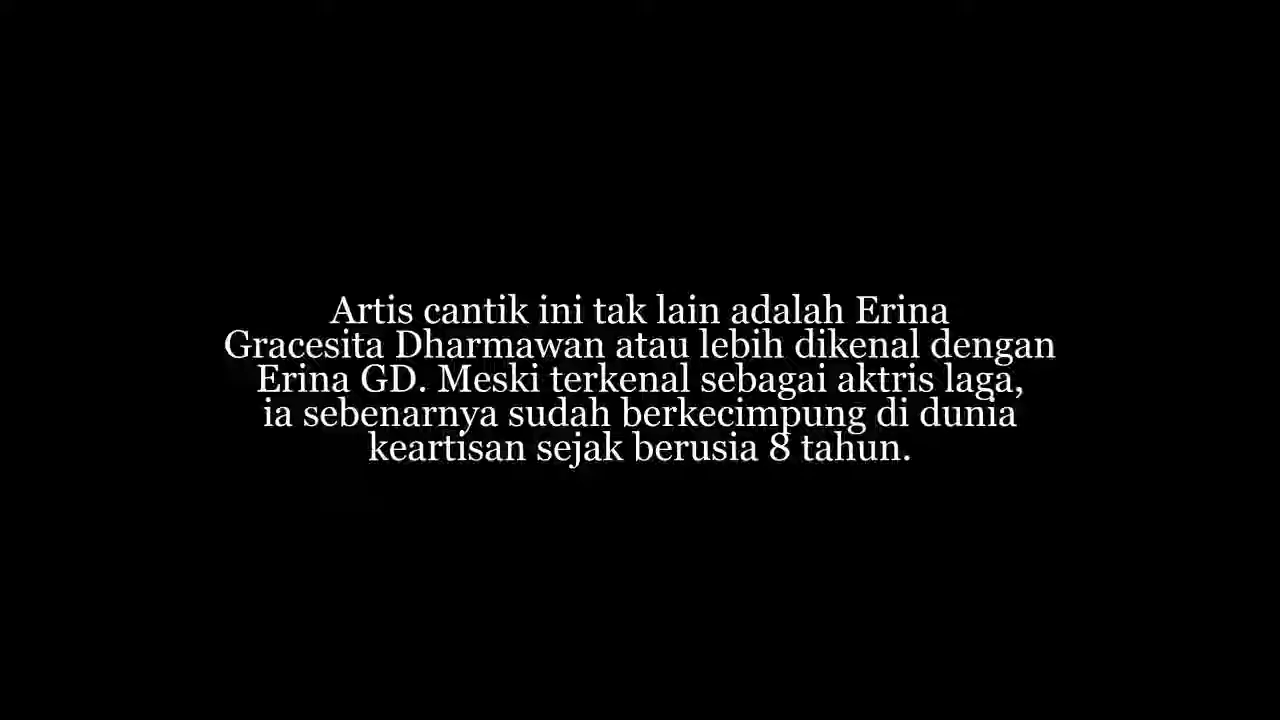 Artis cantik ini tak lain adalah Erina
Gracesita Dharmawan atau lebih dikenal dengan
Erina GD. Meski terkenal sebagai aktris laga,
ia sebenarnya sudah berkecimpung di dunia
keartisan sejak berusia 8 tahun.